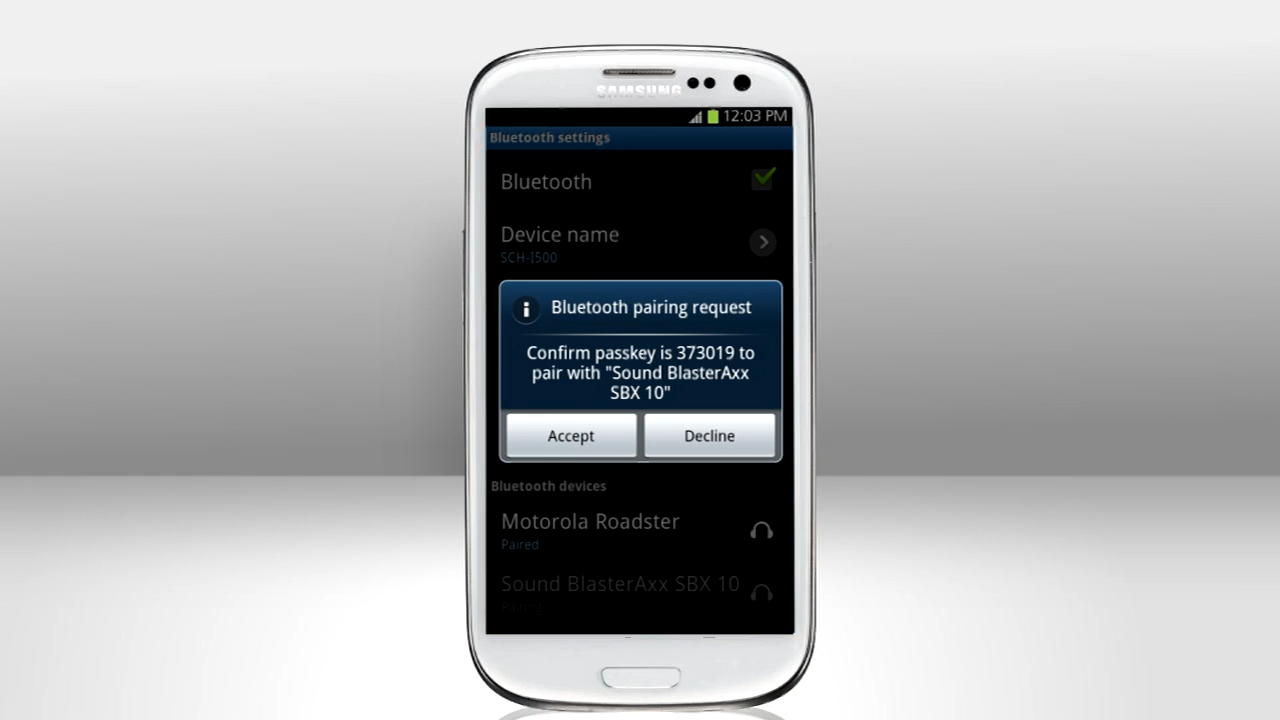 SAMSUNG
12:03 PM
Bluetooth settings
Bluetooth
Device name
SCH-I500
Bluetooth pairing request
Confirm passkey is 373019 to
pair with "Sound BlasterAxx
SBX 10"
Accept
Decline
Bluetooth devices
Motorola Roadster
Paired
Sound BlasterAxx SBX 10
Pairing